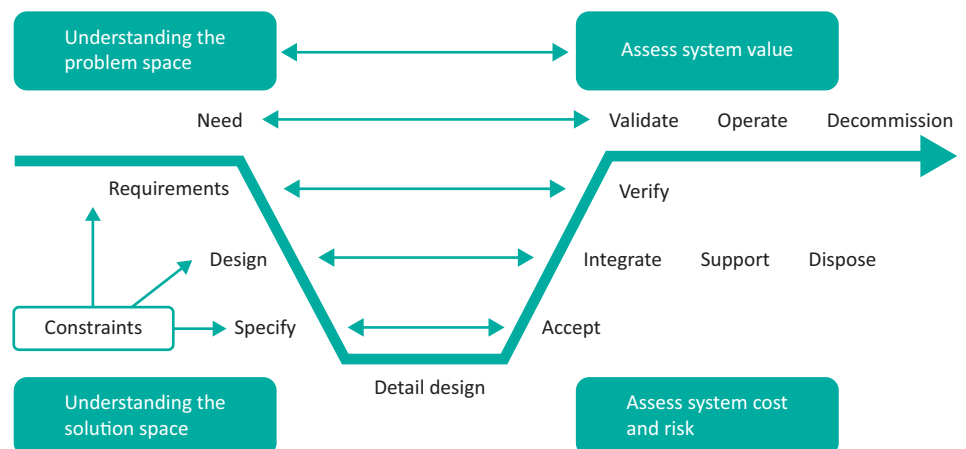 Understanding the
problem space
Assess system value
Need
Validate
Operate
Decommission
Requirements
Verify
Design
Integrate
Support
Dispose
Constraints
Specify
Accept
Detail design
Understanding the
solution space
Assess system cost
and risk